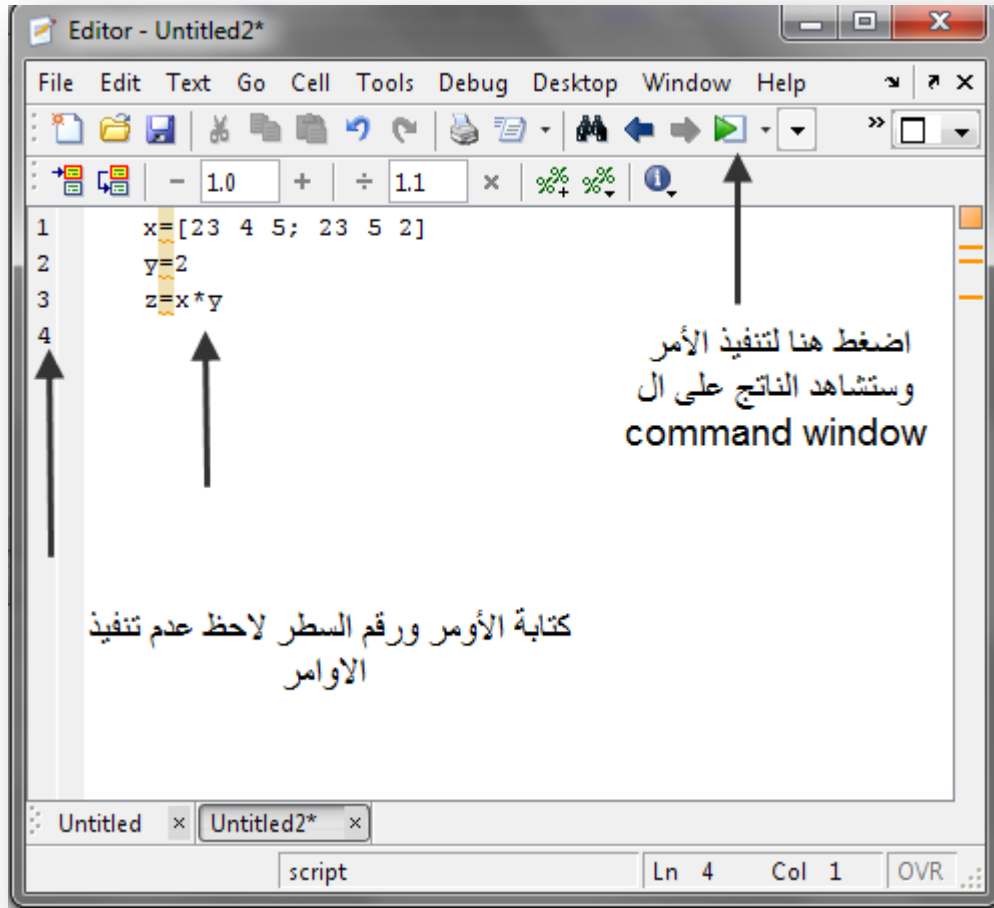 Editor - Untitled2*
File Edit Text Go Cell Tools Debug Desktop Window Help
− 1.0 + ÷ 1.1 ×
1 x=[23 4 5; 23 5 2]
2 y=2
3 z=x*y
4
اضغط هنا لتنفيذ الأمر
وستشاهد الناتج على ال
command window
كتابة الأومر ورقم السطر لاحظ عدم تنفيذ
الاوامر
Untitled × Untitled2* ×
script Ln 4 Col 1 OVR